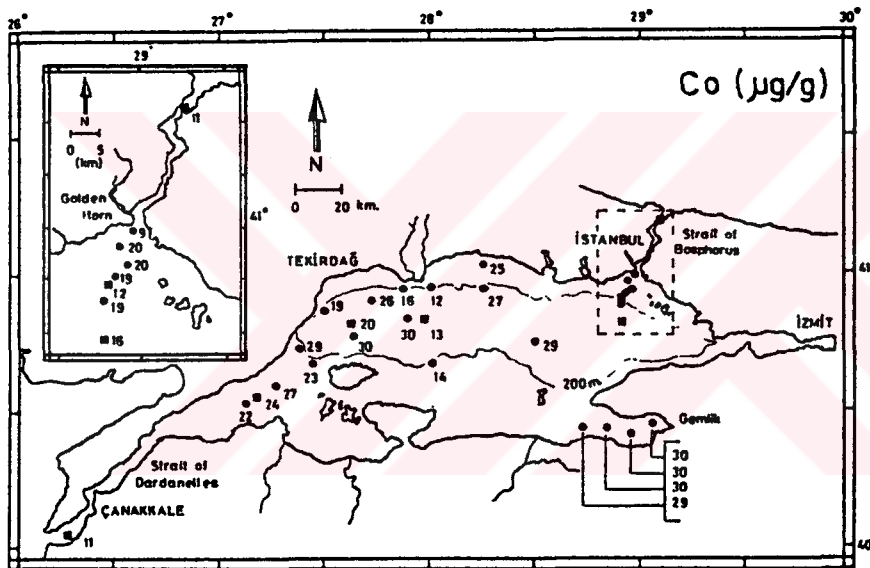 26° 27° 28° 29° 30°
29°
Co (µg/g)
N
0 5
(km)
11
Golden
Horn
41°
9
20
20
19
12
19
16
N
0 20 km.
TEKİRDAĞ
İSTANBUL
Strait of
Bosphorus
41
İZMİT
25
19 26 16 12 27
20 30 13
30
29
29
23
14
200m
27
24
22
Gemlik
30
30
30
29
Strait of
Dardanelles
ÇANAKKALE
11
40